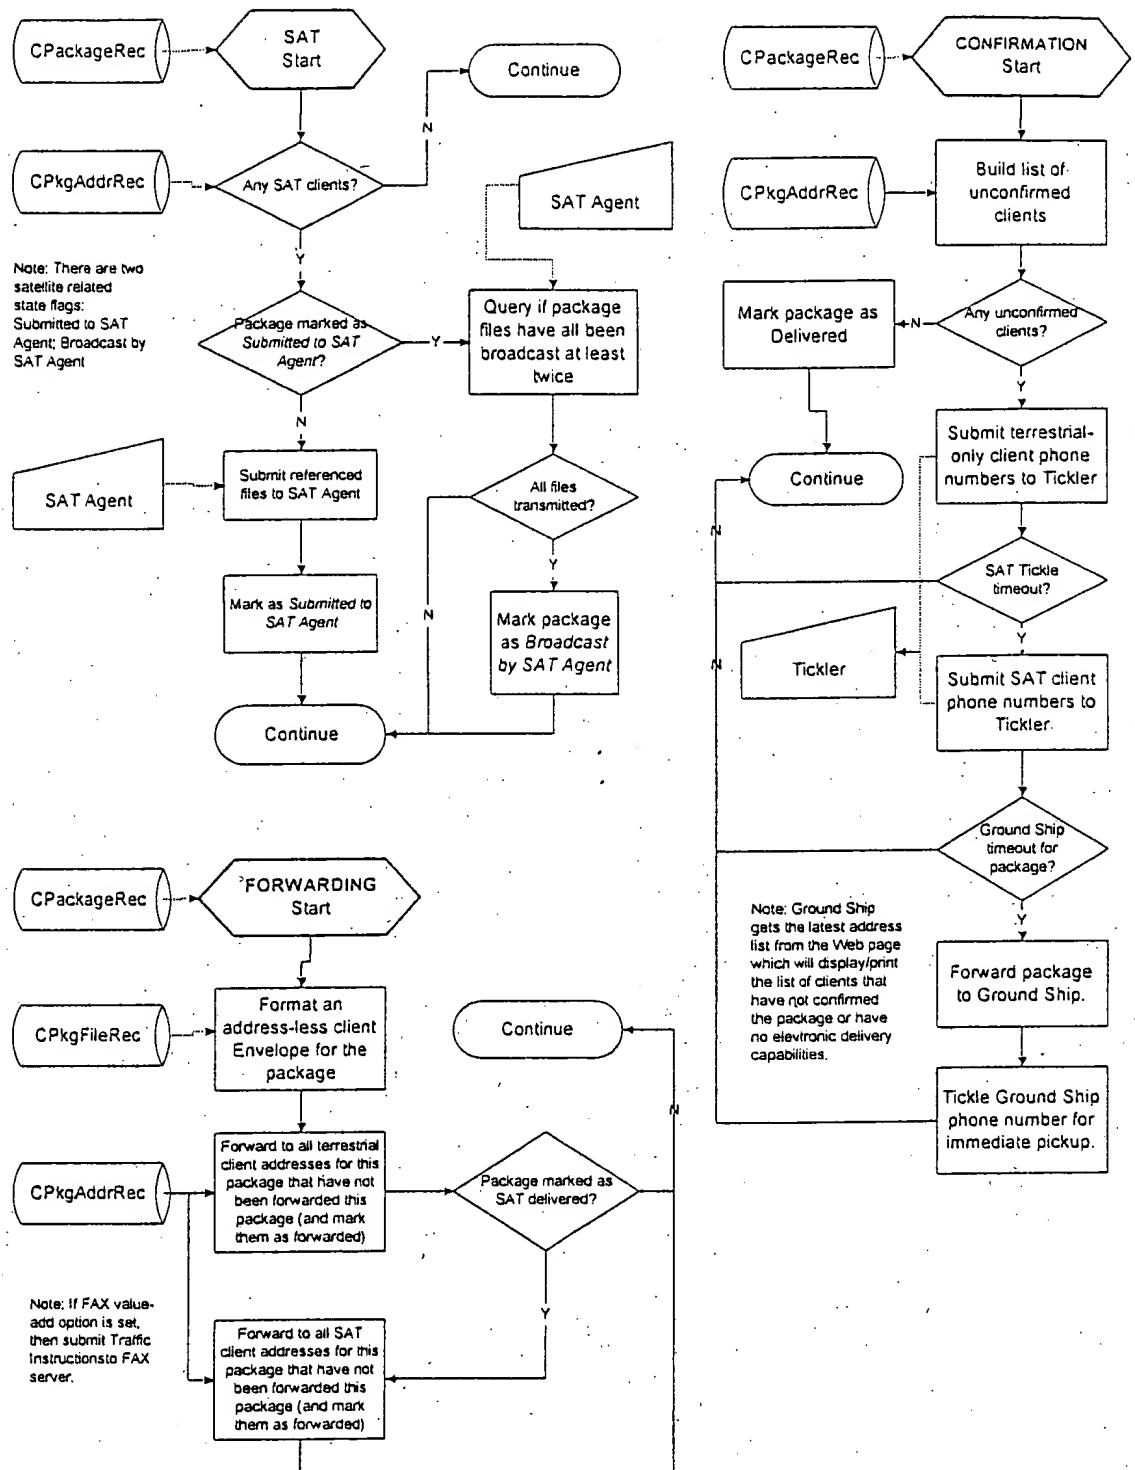 CPackageRec
SAT
Start
Continue
N
CPkgAddrRec
Any SAT clients?
SAT Agent
Y
Note: There are two
satellite related
state flags:
Submitted to SAT
Agent; Broadcast by
SAT Agent
Package marked as
Submitted to SAT
Agent?
Y
Query if package
files have all been
broadcast at least
twice
N
SAT Agent
Submit referenced
files to SAT Agent
All files
transmitted?
Y
N
Mark as Submitted to
SAT Agent
Mark package
as Broadcast
by SAT Agent
Continue
CPackageRec
CONFIRMATION
Start
CPkgAddrRec
Build list of
unconfirmed
clients
Mark package as
Delivered
N
Any unconfirmed
clients?
Y
Submit terrestrial-
only client phone
numbers to Tickler
Continue
N
SAT Tickle
timeout?
Y
Tickler
N
Submit SAT client
phone numbers to
Tickler.
Ground Ship
timeout for
package?
Y
Note: Ground Ship
gets the latest address
list from the Web page
which will display/print
the list of clients that
have not confirmed
the package or have
no elevtronic delivery
capabilities.
Forward package
to Ground Ship.
Tickle Ground Ship
phone number for
immediate pickup.
CPackageRec
FORWARDING
Start
CPkgFileRec
Format an
address-less client
Envelope for the
package
Continue
N
CPkgAddrRec
Forward to all terrestrial
client addresses for this
package that have not
been forwarded this
package (and mark
them as forwarded)
Package marked as
SAT delivered?
Y
Note: If FAX value-
add option is set,
then submit Traffic
Instructionsto FAX
server.
Forward to all SAT
client addresses for this
package that have not
been forwarded this
package (and mark
them as forwarded)